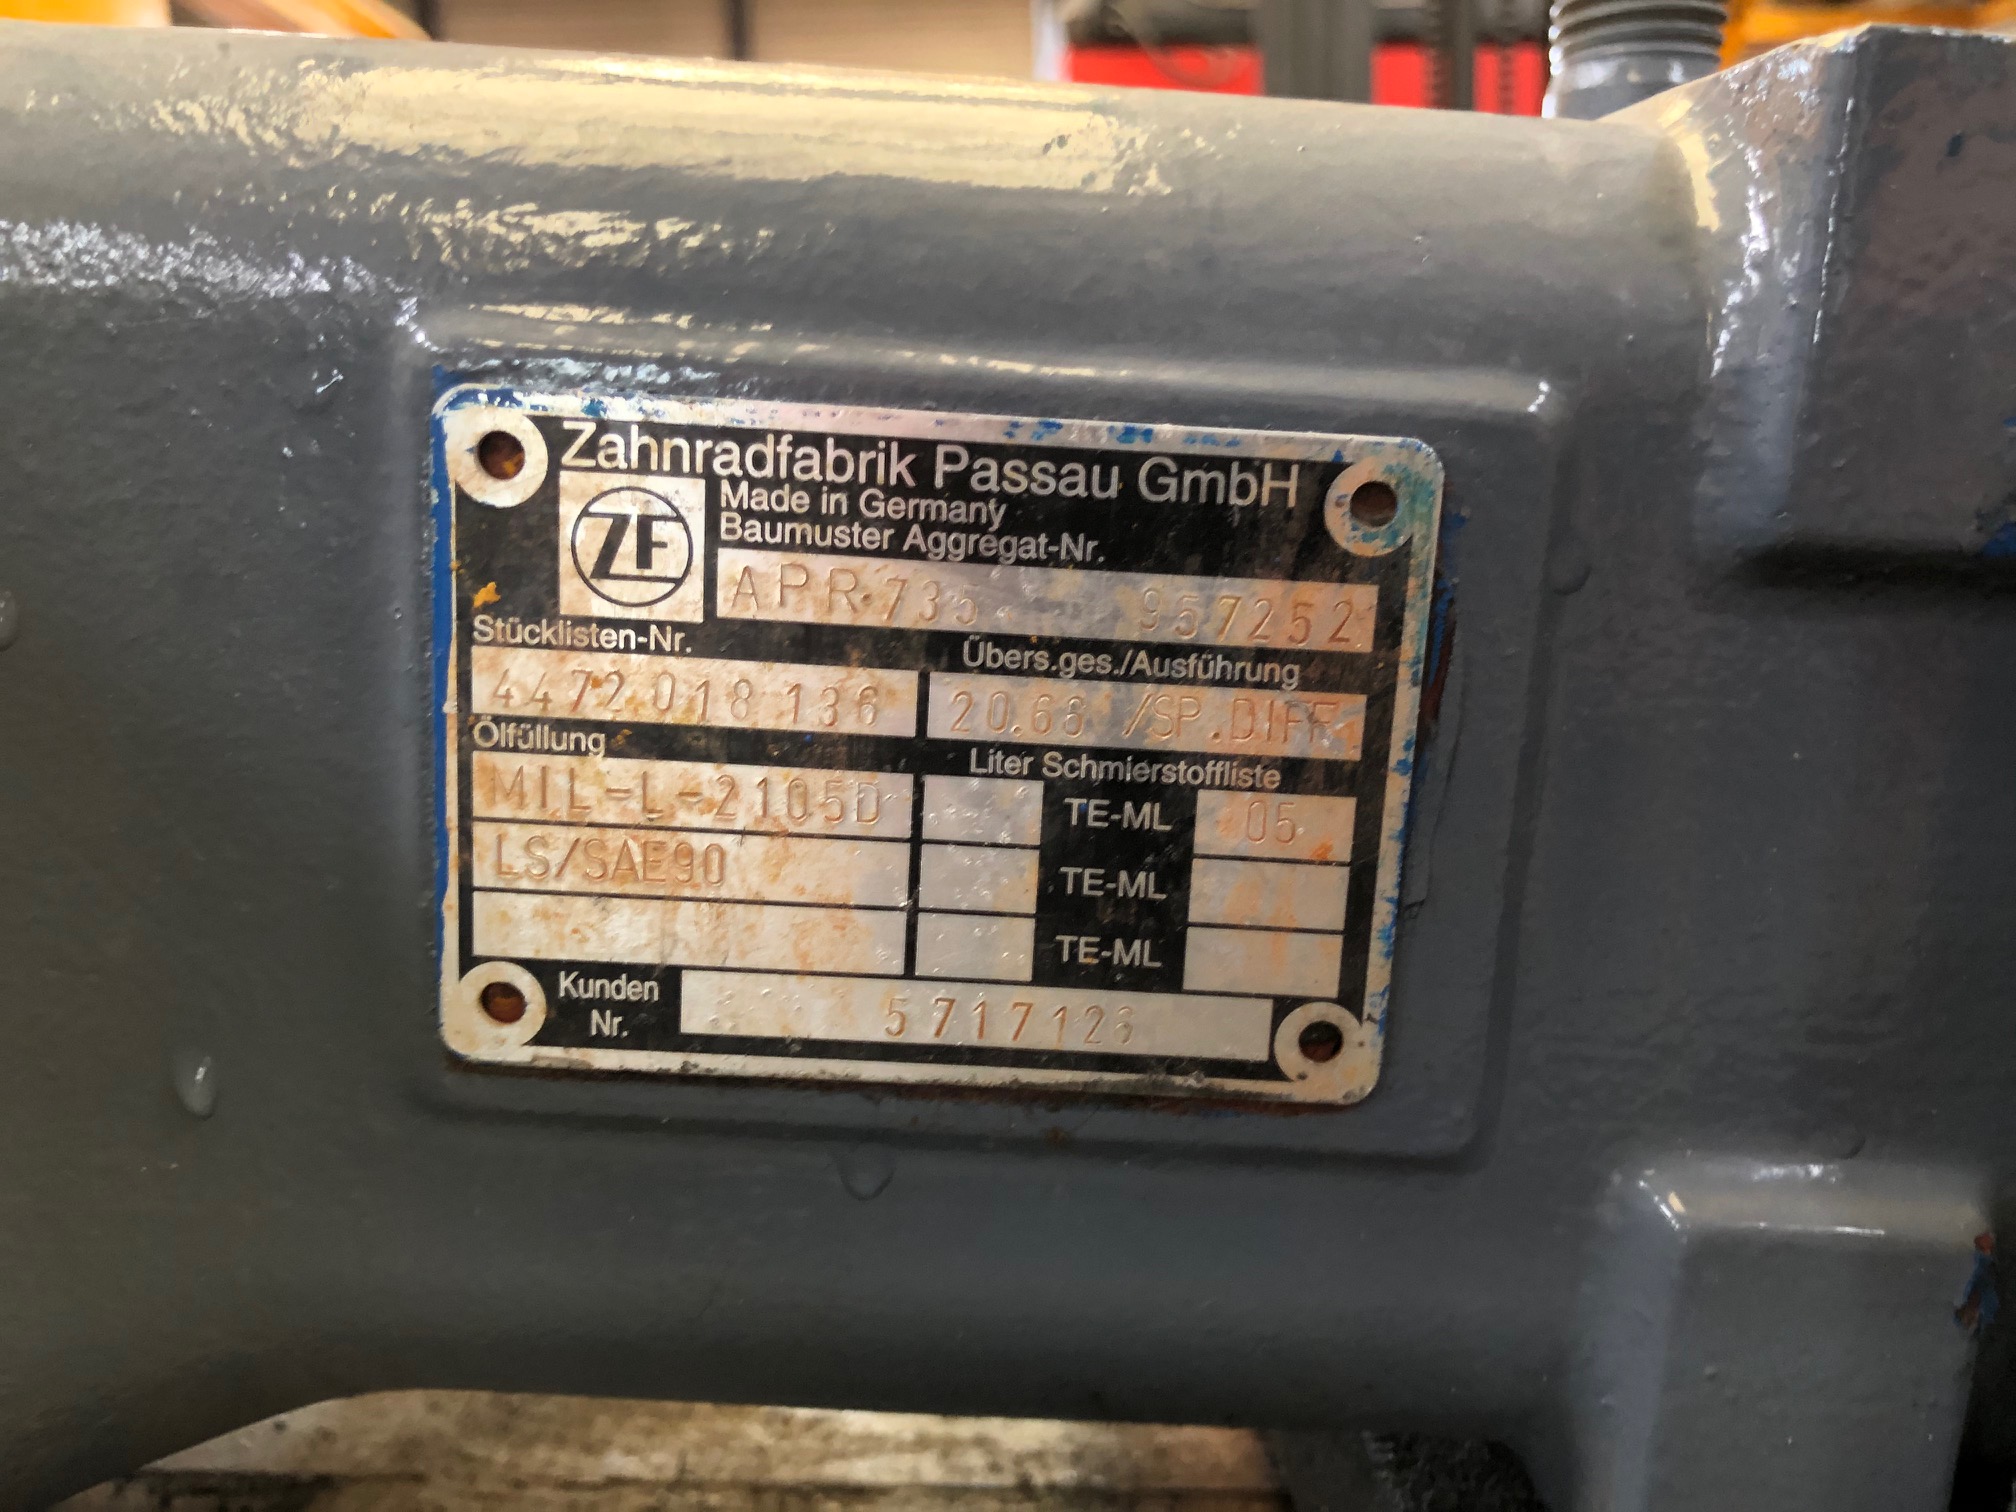 Zahnradfabrik Passau GmbH
ZF
Made in Germany
Baumuster Aggregat-Nr.
APR-735 957252
Stücklisten-Nr.
Übers.ges./Ausführung
4472 018 136
20.68 /SP.DIFF.
Ölfüllung
Liter Schmierstoffliste
MIL-L-2105D TE-ML 05
LS/SAE90 TE-ML
TE-ML
Kunden
Nr.
5717126